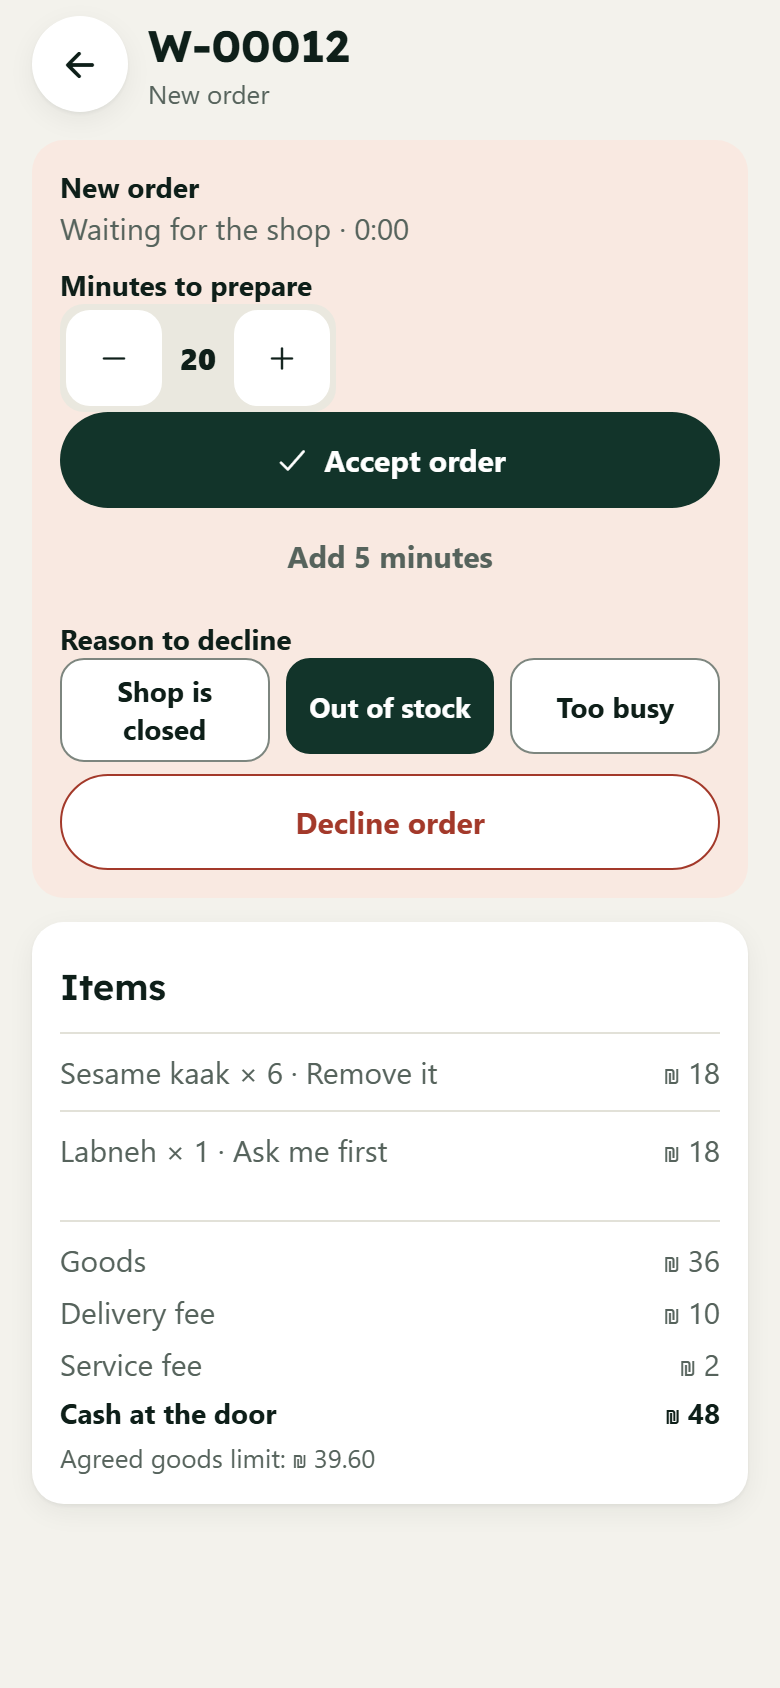 W-00012
New order
New order
Waiting for the shop · 0:00
Minutes to prepare
− 20 +
Accept order
Add 5 minutes
Reason to decline
Shop is
closed
Out of stock
Too busy
Decline order
Items
Sesame kaak × 6 · Remove it ₪ 18
Labneh × 1 · Ask me first ₪ 18
Goods ₪ 36
Delivery fee ₪ 10
Service fee ₪ 2
Cash at the door ₪ 48
Agreed goods limit: ₪ 39.60